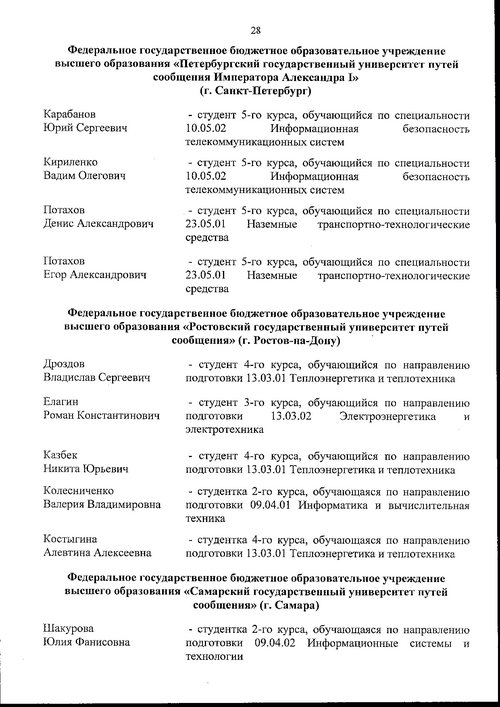 28
Федеральное государственное бюджетное образовательное учреждение
высшего образования «Петербургский государственный университет путей
сообщения Императора Александра I»
(г. Санкт-Петербург)
Карабанов
Юрий Сергеевич
- студент 5-го курса, обучающийся по специальности
10.05.02 Информационная безопасность
телекоммуникационных систем
Кириленко
Вадим Олегович
- студент 5-го курса, обучающийся по специальности
10.05.02 Информационная безопасность
телекоммуникационных систем
Потахов
Денис Александрович
- студент 5-го курса, обучающийся по специальности
23.05.01 Наземные транспортно-технологические
средства
Потахов
Егор Александрович
- студент 5-го курса, обучающийся по специальности
23.05.01 Наземные транспортно-технологические
средства
Федеральное государственное бюджетное образовательное учреждение
высшего образования «Ростовский государственный университет путей
сообщения» (г. Ростов-на-Дону)
Дроздов
Владислав Сергеевич
- студент 4-го курса, обучающийся по направлению
подготовки 13.03.01 Теплоэнергетика и теплотехника
Елагин
Роман Константинович
- студент 3-го курса, обучающийся по направлению
подготовки 13.03.02 Электроэнергетика и
электротехника
Казбек
Никита Юрьевич
- студент 4-го курса, обучающийся по направлению
подготовки 13.03.01 Теплоэнергетика и теплотехника
Колесниченко
Валерия Владимировна
- студентка 2-го курса, обучающаяся по направлению
подготовки 09.04.01 Информатика и вычислительная
техника
Костыгина
Алевтина Алексеевна
- студентка 4-го курса, обучающаяся по направлению
подготовки 13.03.01 Теплоэнергетика и теплотехника
Федеральное государственное бюджетное образовательное учреждение
высшего образования «Самарский государственный университет путей
сообщения» (г. Самара)
Шакурова
Юлия Фанисовна
- студентка 2-го курса, обучающаяся по направлению
подготовки 09.04.02 Информационные системы и
технологии